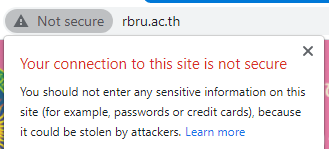 Not secure rbru.ac.th
Your connection to this site is not secure
You should not enter any sensitive information on this
site (for example, passwords or credit cards), because
it could be stolen by attackers. Learn more